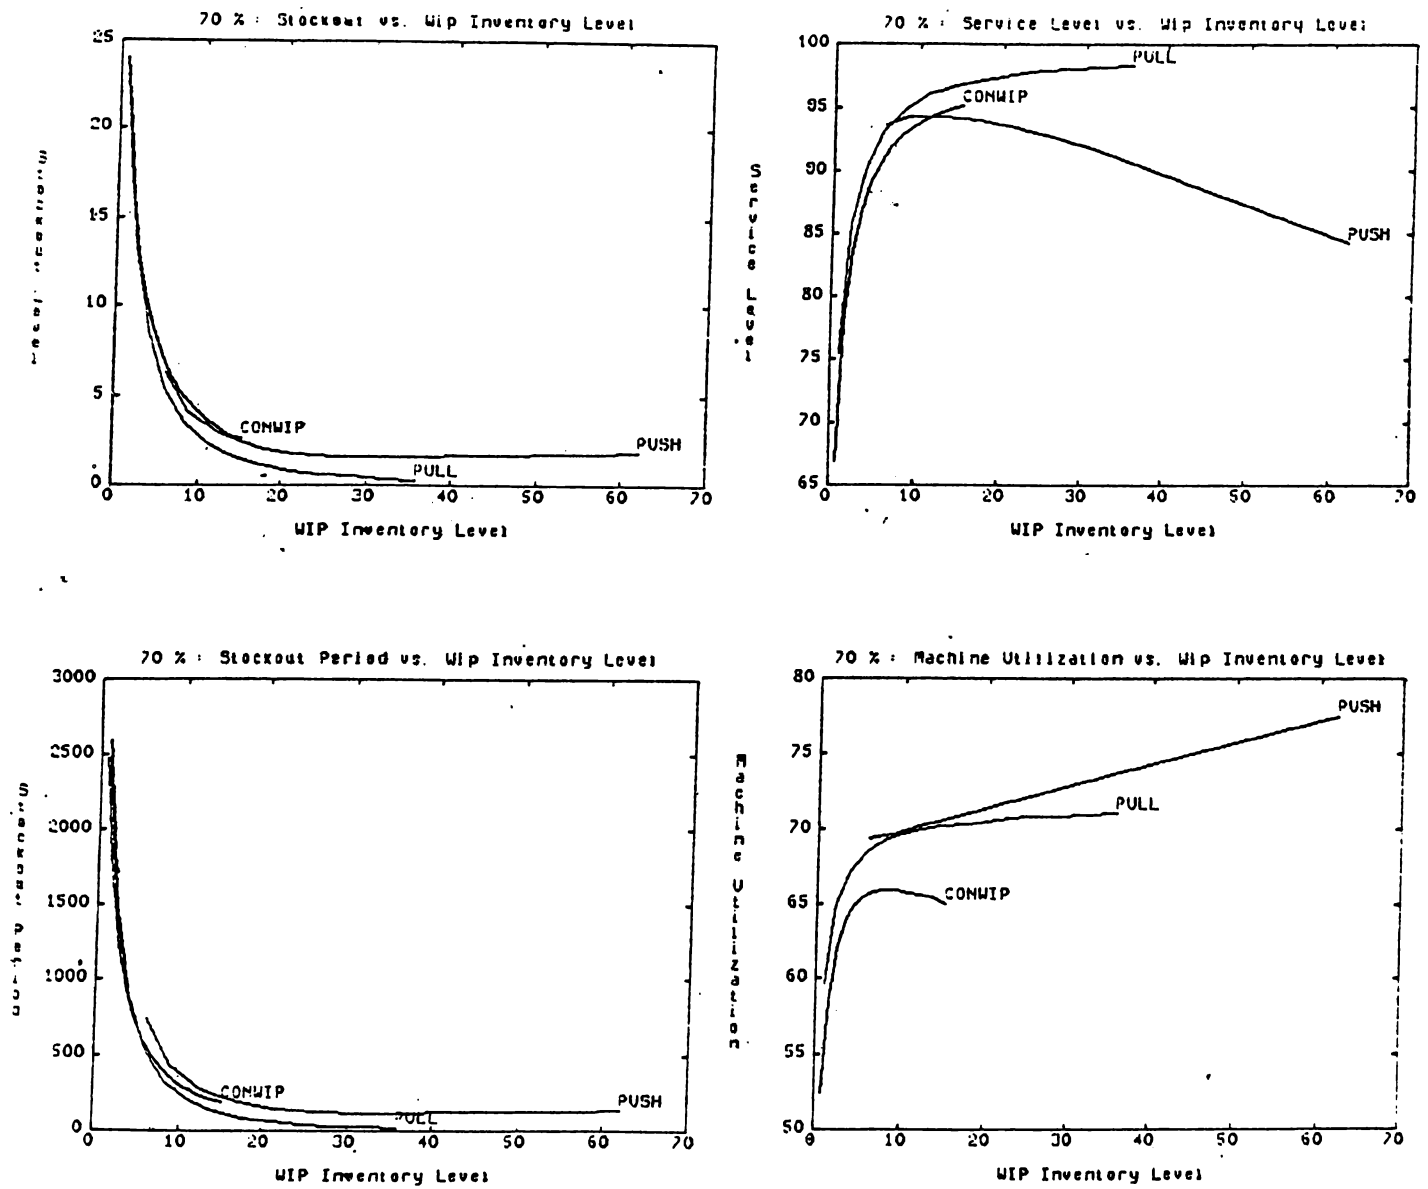 70 % : Stockout vs. Wip Inventory Level
25
20
15
10
5
0
CONWIP
PUSH
PULL
0 10 20 30 40 50 60 70
WIP Inventory Level
70 % : Service Level vs. Wip Inventory Level
Service Level
100
95
90
85
80
75
70
65
PULL
CONWIP
PUSH
0 10 20 30 40 50 60 70
WIP Inventory Level
70 % : Stockout Period vs. Wip Inventory Level
3000
2500
2000
1500
1000
500
0
CONWIP
PULL
PUSH
0 10 20 30 40 50 60 70
WIP Inventory Level
70 % : Machine Utilization vs. Wip Inventory Level
Machine Utilization
80
75
70
65
60
55
50
PUSH
PULL
CONWIP
0 10 20 30 40 50 60 70
WIP Inventory Level